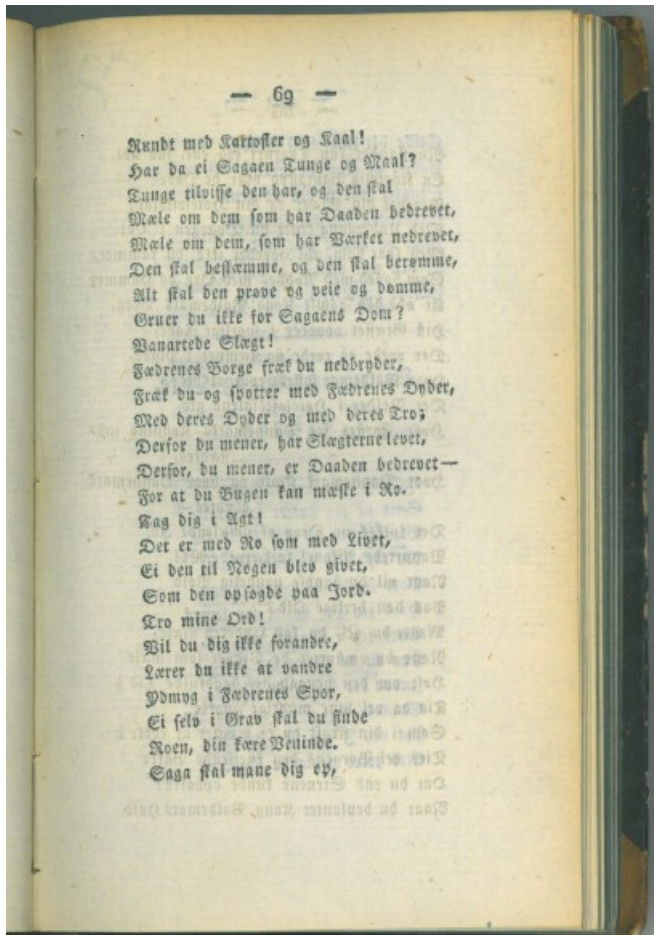 — 69 —
Rundt med Kartofler og Kaal!
Har da ei Sagaen Tunge og Maal?
Tunge tilvisse den har, og den skal
Mæle om dem som har Daaden bedrevet,
Mæle om dem, som har Værket nedrevet,
Den skal bestæmme, og den skal berømme,
Alt skal den prøve og veie og dømme,
Gruer du ikke for Sagaens Dom?
Vanartede Slægt!
Fædrenes Borge fræk du nedbryder,
Fræk du og spotter med Fædrenes Dyder,
Med deres Dyder og med deres Tro;
Derfor du mener, har Slægterne levet,
Derfor, du mener, er Daaden bedrevet—
For at du Bugen kan mæske i Ro.
Tag dig i Agt!
Det er med Ro som med Livet,
Ei den til Nogen blev givet,
Som den opsøgde paa Jord.
Tro mine Ord!
Vil du dig ikke forandre,
Lærer du ikke at vandre
Ydmyg i Fædrenes Spor,
Ei selv i Grav skal du finde
Roen, din kære Veninde.
Saga skal mane dig op,